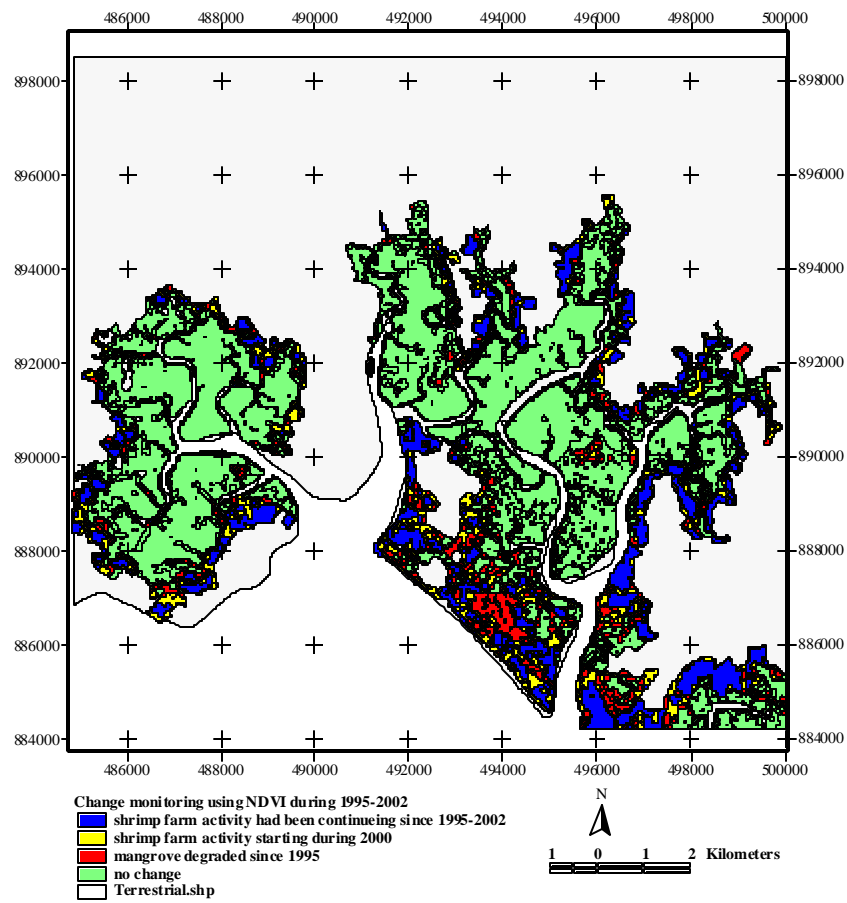 486000 488000 490000 492000 494000 496000 498000 500000
898000 898000
896000 896000
894000 894000
892000 892000
890000 890000
888000 888000
886000 886000
884000 884000
486000 488000 490000 492000 494000 496000 498000 500000
Change monitoring using NDVI during 1995-2002
shrimp farm activity had been continueing since 1995-2002
shrimp farm activity starting during 2000
mangrove degraded since 1995
no change
Terrestrial.shp
N
1 0 1 2 Kilometers